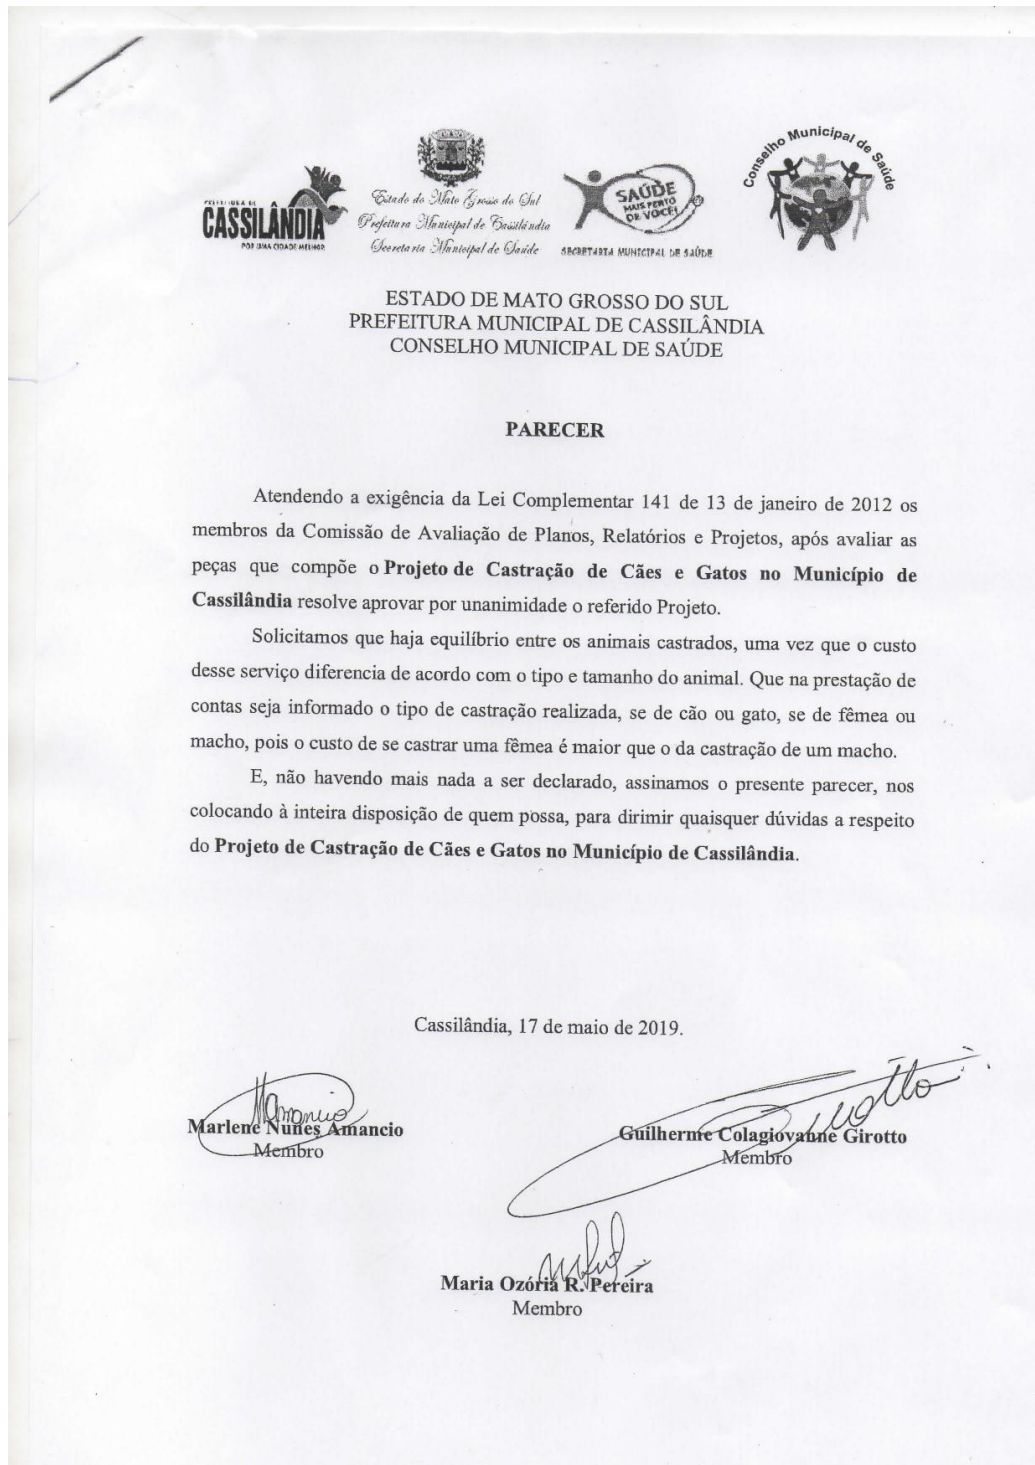 PREFEITURA DE
CASSILÂNDIA
POR UMA CIDADE MELHOR
Estado de Mato Grosso do Sul
Prefeitura Municipal de Cassilândia
Secretaria Municipal de Saúde
SAÚDE
MAIS PERTO
DE VOCÊ!
SECRETARIA MUNICIPAL DE SAÚDE
Conselho Municipal de Saúde
ESTADO DE MATO GROSSO DO SUL
PREFEITURA MUNICIPAL DE CASSILÂNDIA
CONSELHO MUNICIPAL DE SAÚDE
PARECER
Atendendo a exigência da Lei Complementar 141 de 13 de janeiro de 2012 os
membros da Comissão de Avaliação de Planos, Relatórios e Projetos, após avaliar as
peças que compõe o Projeto de Castração de Cães e Gatos no Município de
Cassilândia resolve aprovar por unanimidade o referido Projeto.
Solicitamos que haja equilíbrio entre os animais castrados, uma vez que o custo
desse serviço diferencia de acordo com o tipo e tamanho do animal. Que na prestação de
contas seja informado o tipo de castração realizada, se de cão ou gato, se de fêmea ou
macho, pois o custo de se castrar uma fêmea é maior que o da castração de um macho.
E, não havendo mais nada a ser declarado, assinamos o presente parecer, nos
colocando à inteira disposição de quem possa, para dirimir quaisquer dúvidas a respeito
do Projeto de Castração de Cães e Gatos no Município de Cassilândia.
Cassilândia, 17 de maio de 2019.
Marlene Nunes Amancio
Membro
Guilherme Colagiovanne Girotto
Membro
Maria Ozória R. Pereira
Membro